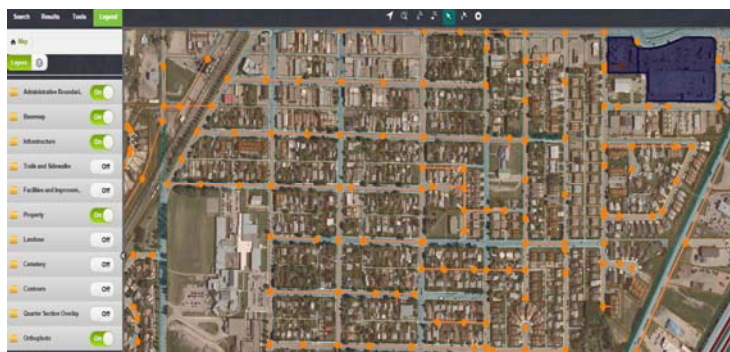 Search Results Tools Legend
Map
Layers
Administrative Boundari.. On
Basemap On
Infrastructure On
Trails and Sidewalks Off
Facilities and Improvem.. Off
Property On
Landuse Off
Cemetery Off
Contours Off
Quarter Section Overlay Off
Orthophoto On